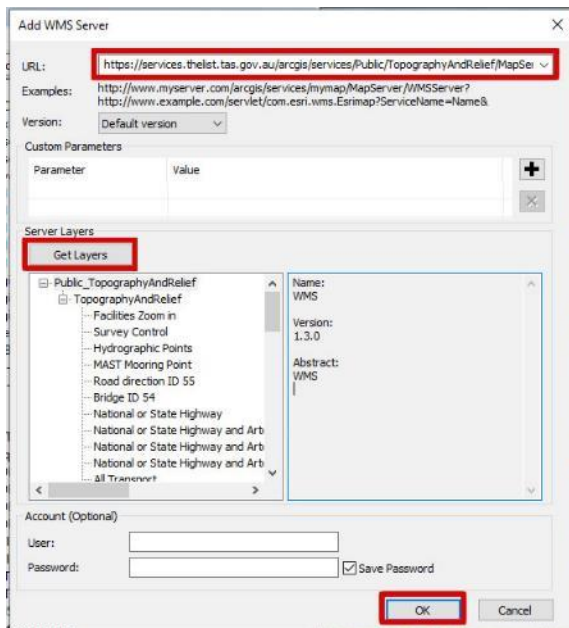 Add WMS Server
URL: https://services.thelist.tas.gov.au/arcgis/services/Public/TopographyAndRelief/MapSer
Examples: http://www.myserver.com/arcgis/services/mymap/MapServer/WMSServer?
http://www.example.com/servlet/com.esri.wms.Esrimap?ServiceName=Name&
Version: Default version
Custom Parameters
Parameter Value
Server Layers
Get Layers
Public_TopographyAndRelief
TopographyAndRelief
Facilities Zoom in
Survey Control
Hydrographic Points
MAST Mooring Point
Road direction ID 55
Bridge ID 54
National or State Highway
National or State Highway and Art
National or State Highway and Art
National or State Highway and Art
All Transport
Name:
WMS
Version:
1.3.0
Abstract:
WMS
Account (Optional)
User:
Password: Save Password
OK Cancel